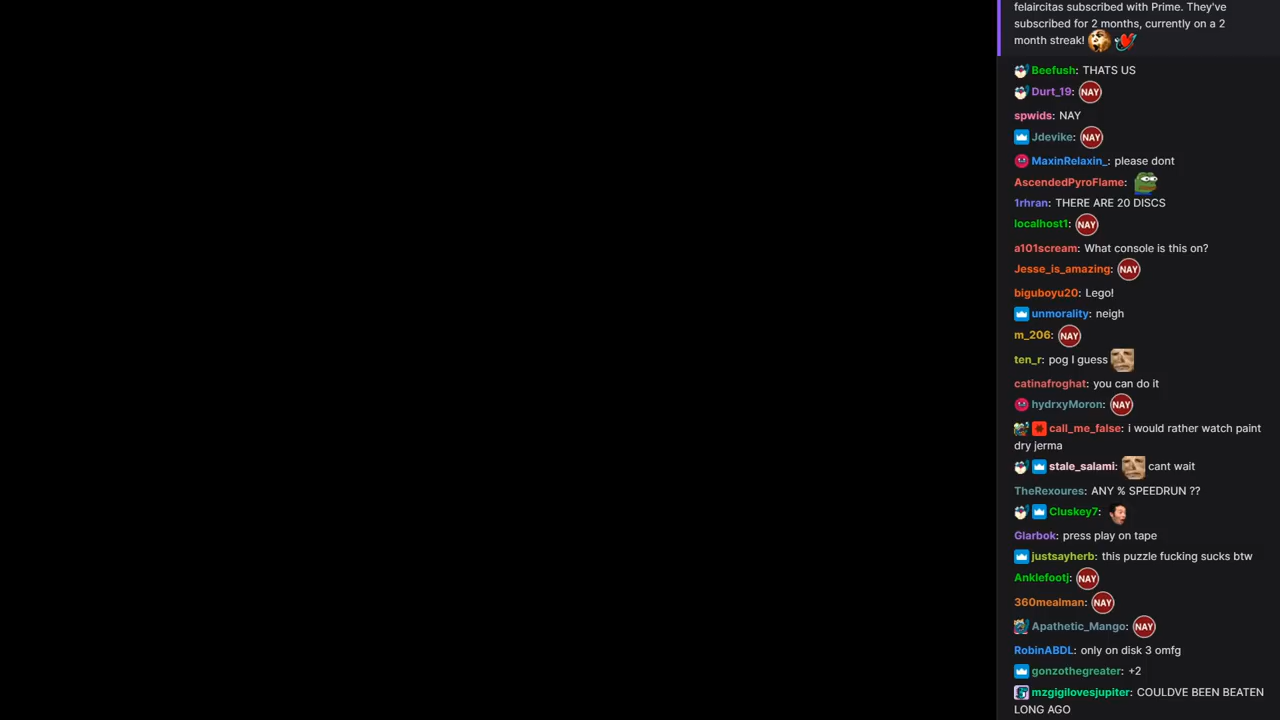 felaircitas subscribed with Prime. They've
subscribed for 2 months, currently on a 2
month streak!
Beefush: THATS US
Durt_19: NAY
spwids: NAY
Jdevike: NAY
MaxinRelaxin_: please dont
AscendedPyroFlame:
1rhran: THERE ARE 20 DISCS
localhost1: NAY
a101scream: What console is this on?
Jesse_is_amazing: NAY
biguboyu20: Lego!
unmorality: neigh
m_206: NAY
ten_r: pog I guess
catinafroghat: you can do it
hydrxyMoron: NAY
call_me_false: i would rather watch paint
dry jerma
stale_salami: cant wait
TheRexoures: ANY % SPEEDRUN ??
Cluskey7:
Glarbok: press play on tape
justsayherb: this puzzle fucking sucks btw
Anklefootj: NAY
360mealman: NAY
Apathetic_Mango: NAY
RobinABDL: only on disk 3 omfg
gonzothegreater: +2
mzgigilovesjupiter: COULDVE BEEN BEATEN
LONG AGO